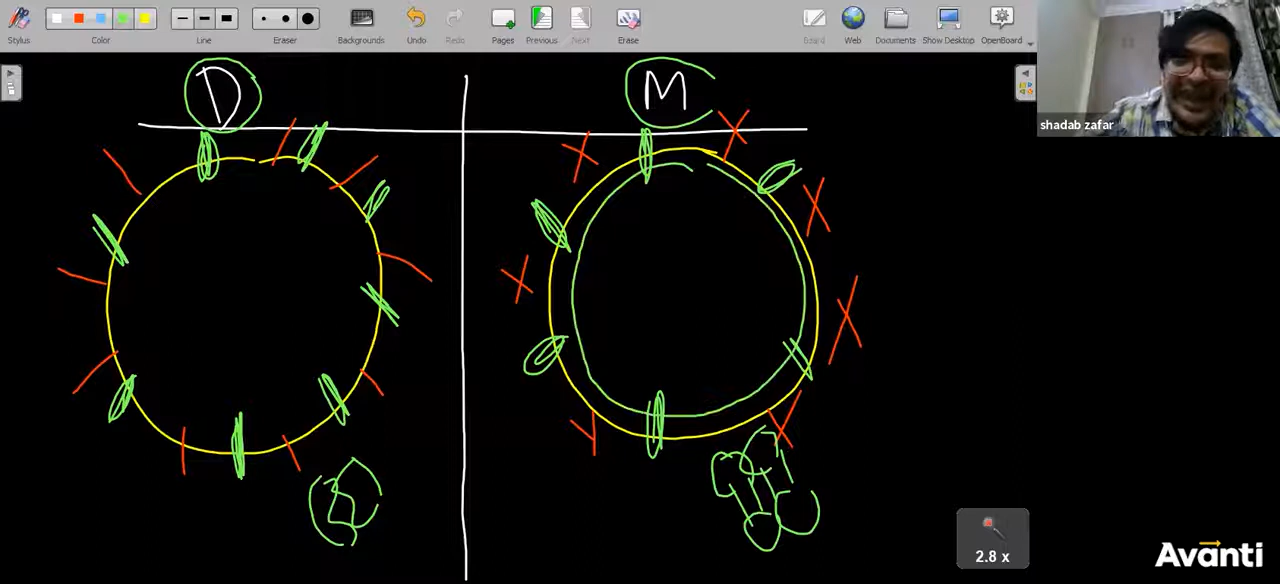 Stylus Color Line Eraser Backgrounds Undo Redo Pages Previous Next Erase Board Web Documents Show Desktop OpenBoard
shadab zafar
D M
X X
X
X
X
X
2.8 x
Avanti